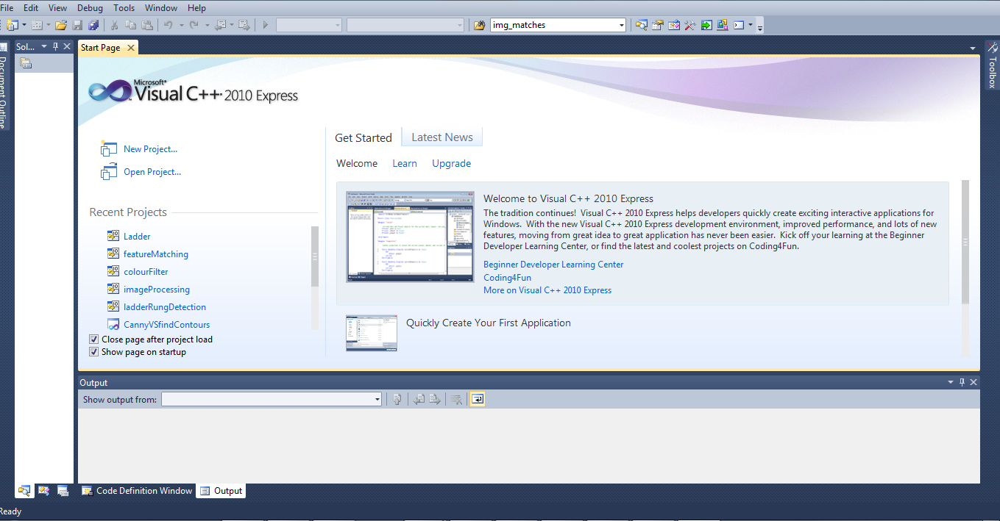 File Edit View Debug Tools Window Help
img_matches
Document Outline
Sol...
Start Page
Toolbox
Microsoft®
Visual C++ 2010 Express
New Project...
Open Project...
Recent Projects
Ladder
featureMatching
colourFilter
imageProcessing
ladderRungDetection
CannyVSfindContours
Close page after project load
Show page on startup
Get Started Latest News
Welcome Learn Upgrade
Welcome to Visual C++ 2010 Express
The tradition continues! Visual C++ 2010 Express helps developers quickly create exciting interactive applications for
Windows. With the new Visual C++ 2010 Express development environment, improved performance, and lots of new
features, moving from great idea to great application has never been easier. Kick off your learning at the Beginner
Developer Learning Center, or find the latest and coolest projects on Coding4Fun.
Beginner Developer Learning Center
Coding4Fun
More on Visual C++ 2010 Express
Quickly Create Your First Application
Output
Show output from:
Code Definition Window Output
Ready